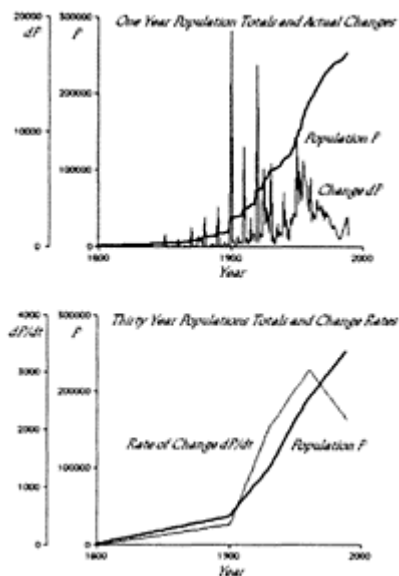 One Year Population Totals and Actual Changes
dP P
20000 300000
200000
10000
100000
Population P
Change dP
0 0
1800 1900 2000
Year
Thirty Year Populations Totals and Change Rates
dP/dt P
4000 300000
3000
200000
2000
Rate of Change dP/dt Population P
100000
1000
0 0
1800 1900 2000
Year